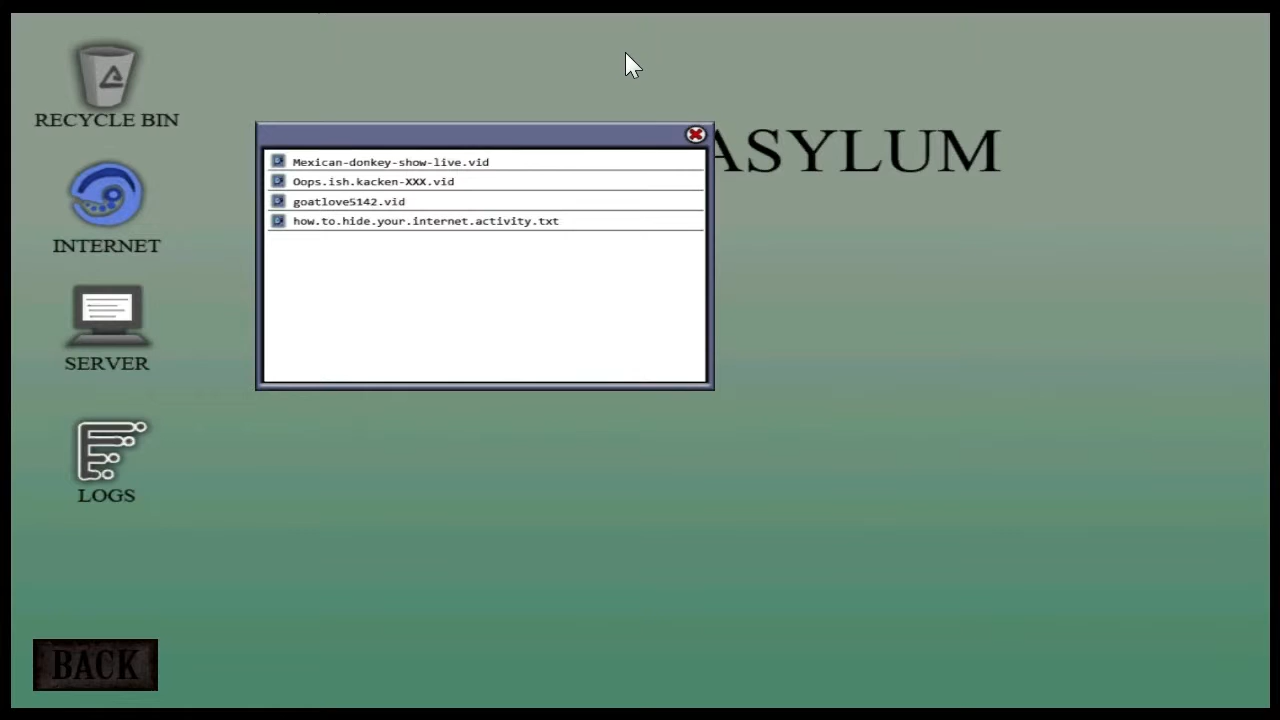 RECYCLE BIN
ASYLUM
Mexican-donkey-show-live.vid
Oops.ish.kacken-XXX.vid
goatlove5142.vid
how.to.hide.your.internet.activity.txt
INTERNET
SERVER
LOGS
BACK